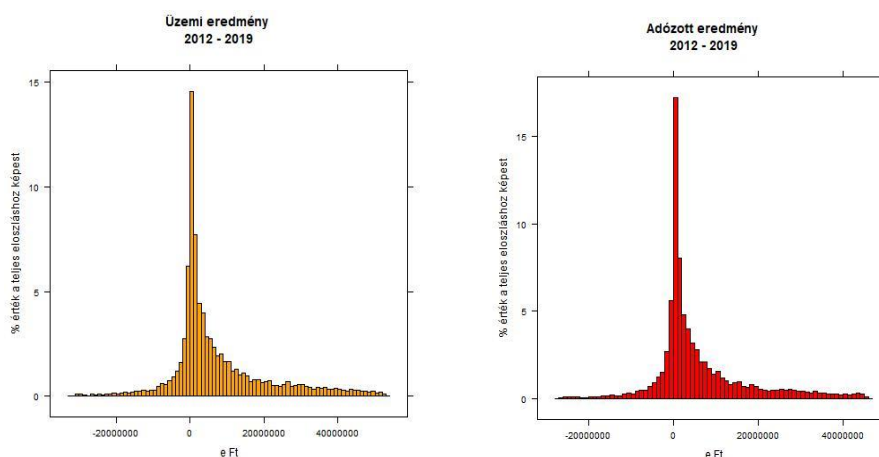 Üzemi eredmény
2012 - 2019
% érték a teljes eloszláshoz képest
15
10
5
0
-20000000 0 20000000 40000000
e Ft
Adózott eredmény
2012 - 2019
% érték a teljes eloszláshoz képest
15
10
5
0
-20000000 0 20000000 40000000
e Ft